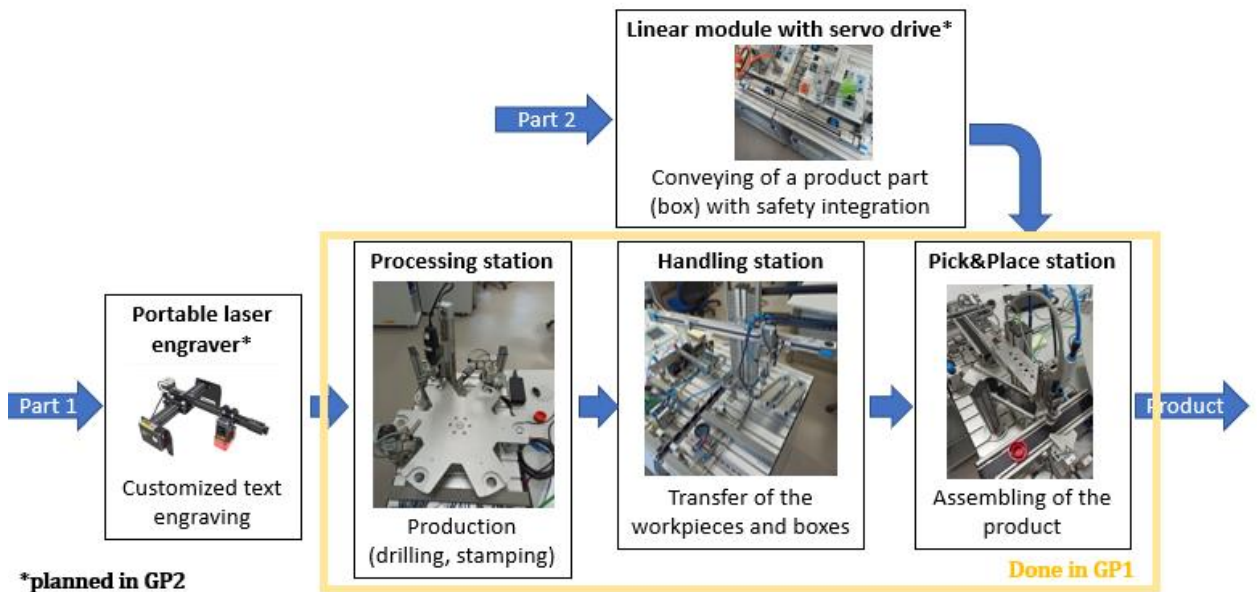 Linear module with servo drive*
Part 2
Conveying of a product part
(box) with safety integration
Processing station
Handling station
Pick&Place station
Portable laser
engraver*
Part 1
Product
Customized text
engraving
Production
(drilling, stamping)
Transfer of the
workpieces and boxes
Assembling of the
product
*planned in GP2
Done in GP1